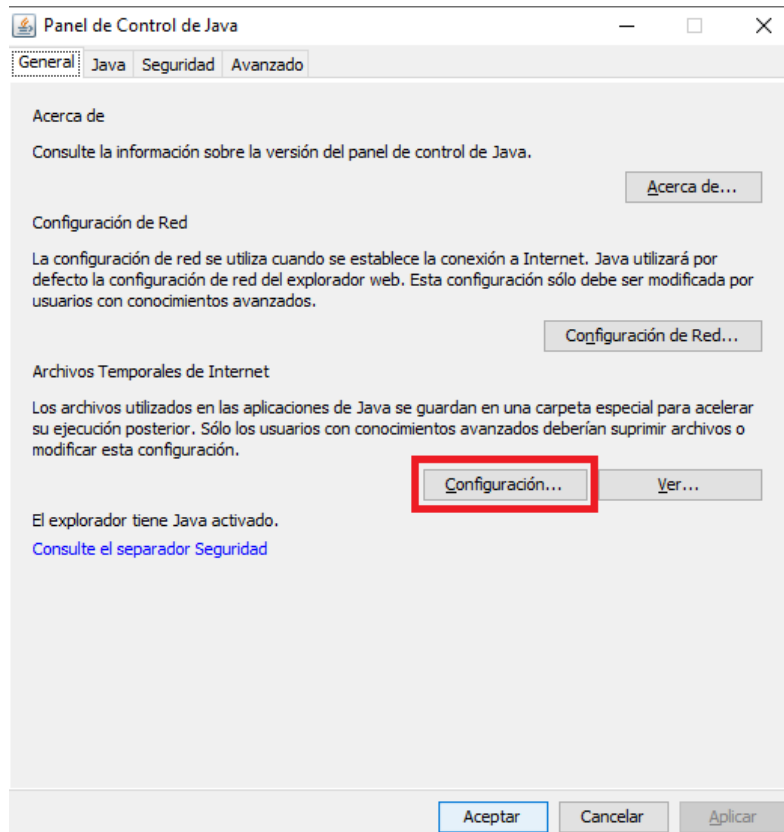 Panel de Control de Java
General Java Seguridad Avanzado
Acerca de
Consulte la información sobre la versión del panel de control de Java.
Acerca de...
Configuración de Red
La configuración de red se utiliza cuando se establece la conexión a Internet. Java utilizará por
defecto la configuración de red del explorador web. Esta configuración sólo debe ser modificada por
usuarios con conocimientos avanzados.
Configuración de Red...
Archivos Temporales de Internet
Los archivos utilizados en las aplicaciones de Java se guardan en una carpeta especial para acelerar
su ejecución posterior. Sólo los usuarios con conocimientos avanzados deberían suprimir archivos o
modificar esta configuración.
Configuración... Ver...
El explorador tiene Java activado.
Consulte el separador Seguridad
Aceptar Cancelar Aplicar